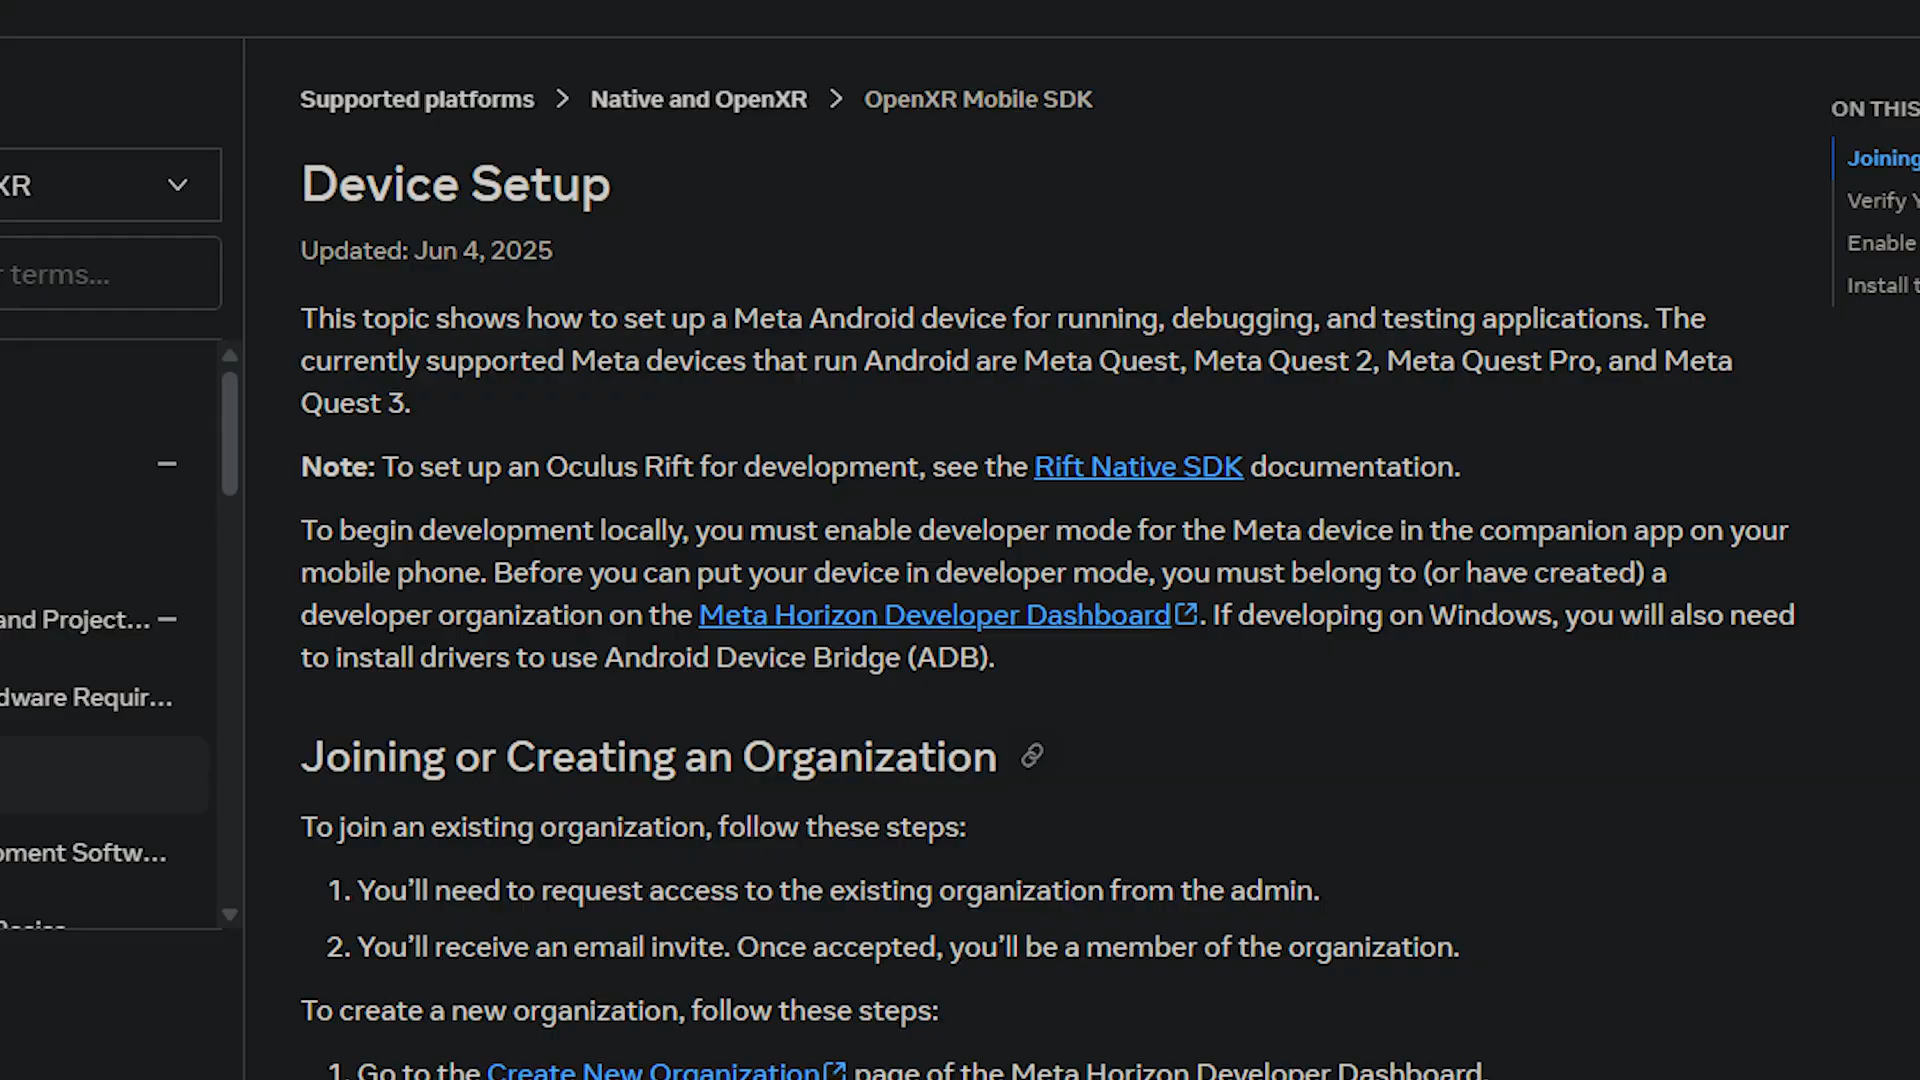 Supported platforms > Native and OpenXR > OpenXR Mobile SDK
ON THIS
XR
terms...
Joining
Verify Y
Enable
Install t
Device Setup
Updated: Jun 4, 2025
This topic shows how to set up a Meta Android device for running, debugging, and testing applications. The
currently supported Meta devices that run Android are Meta Quest, Meta Quest 2, Meta Quest Pro, and Meta
Quest 3.
Note: To set up an Oculus Rift for development, see the Rift Native SDK documentation.
To begin development locally, you must enable developer mode for the Meta device in the companion app on your
mobile phone. Before you can put your device in developer mode, you must belong to (or have created) a
developer organization on the Meta Horizon Developer Dashboard. If developing on Windows, you will also need
to install drivers to use Android Device Bridge (ADB).
and Project...
dware Requir...
pment Softw...
Joining or Creating an Organization
To join an existing organization, follow these steps:
1. You’ll need to request access to the existing organization from the admin.
2. You’ll receive an email invite. Once accepted, you’ll be a member of the organization.
To create a new organization, follow these steps:
1. Go to the Create New Organization page of the Meta Horizon Developer Dashboard.